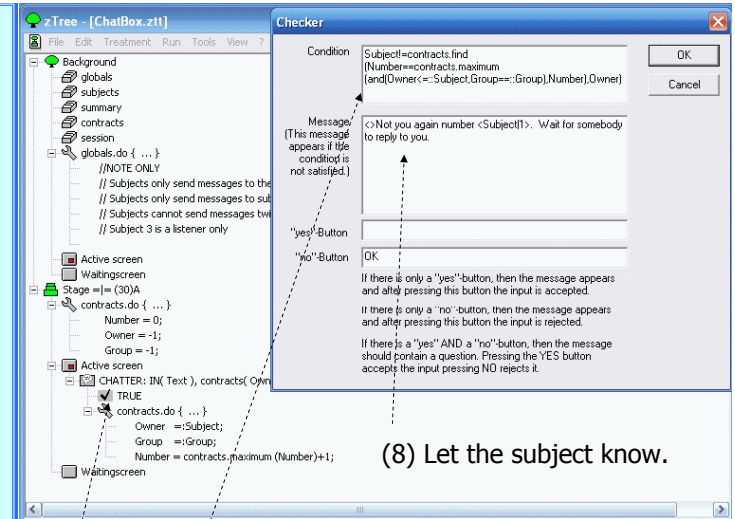 zTree - [ChatBox.ztt]
File Edit Treatment Run Tools View ?
Background
globals
subjects
summary
contracts
session
globals.do { ... }
//NOTE ONLY
// Subjects only send messages to the
// Subjects only send messages to sul
// Subjects cannot send messages twi
// Subject 3 is a listener only
Active screen
Waitingscreen
Stage =|= (30)A
contracts.do { ... }
Number = 0;
Owner = -1;
Group = -1;
Active screen
CHATTER: IN( Text ), contracts( Own
TRUE
contracts.do { ... }
Owner =:Subject;
Group =:Group;
Number = contracts.maximum (Number)+1;
Waitingscreen
Checker
Condition
Subject!=contracts.find
(Number==contracts.maximum
(and(Owner<=::Subject,Group==::Group),Number),Owner)
OK
Cancel
Message
(This message
appears if the
condition is
not satisfied.)
<>Not you again number <Subject|1>. Wait for somebody
to reply to you.
"yes"-Button
"no"-Button
OK
If there is only a "yes"-button, then the message appears
and after pressing this button the input is accepted.
If there is only a "no"-button, then the message appears
and after pressing this button the input is rejected.
If there is a "yes" AND a "no"-button, then the message
should contain a question. Pressing the YES button
accepts the input pressing NO rejects it.
(8) Let the subject know.